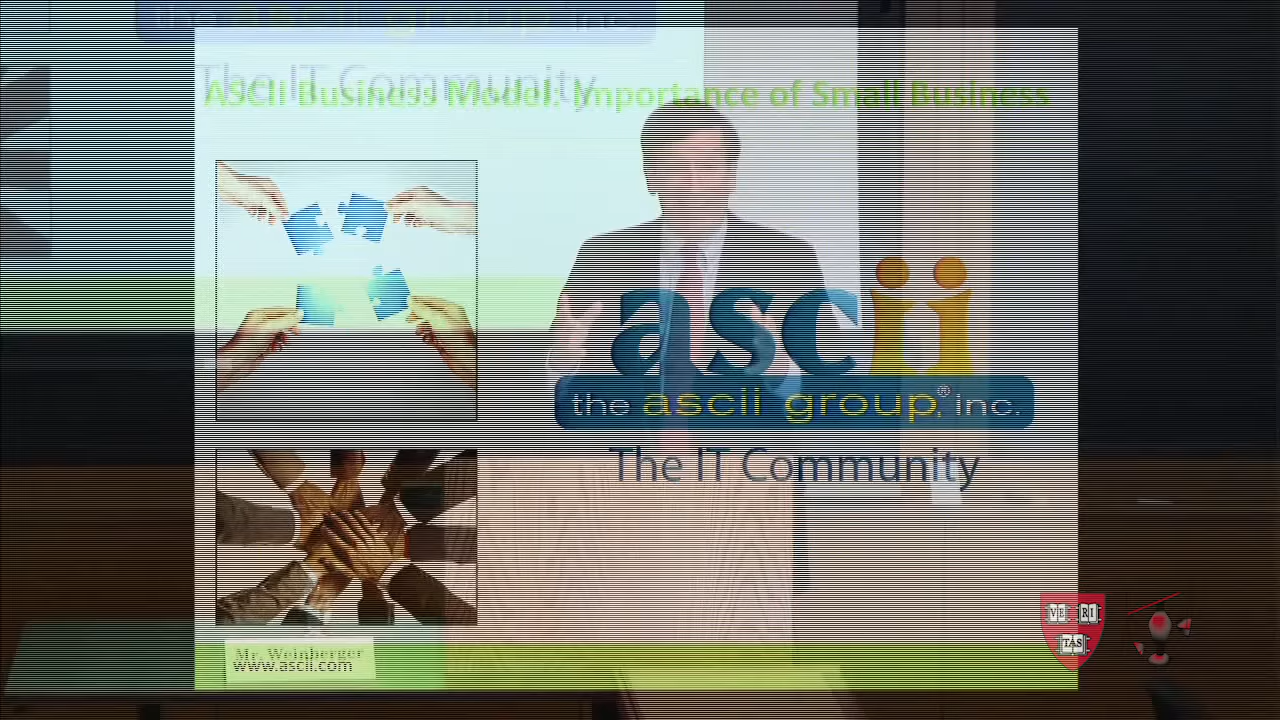 The IT Community
ASCII Business Model: Importance of Small Business
ascii
the ascii group, inc.®
The IT Community
VE RI
TAS
Mr. Weinberger
www.ascii.com